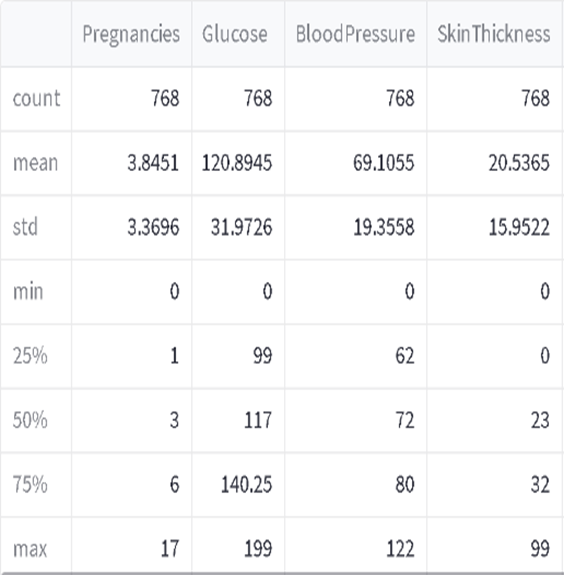 Pregnancies Glucose BloodPressure SkinThickness
count 768 768 768 768
mean 3.8451 120.8945 69.1055 20.5365
std 3.3696 31.9726 19.3558 15.9522
min 0 0 0 0
25% 1 99 62 0
50% 3 117 72 23
75% 6 140.25 80 32
max 17 199 122 99